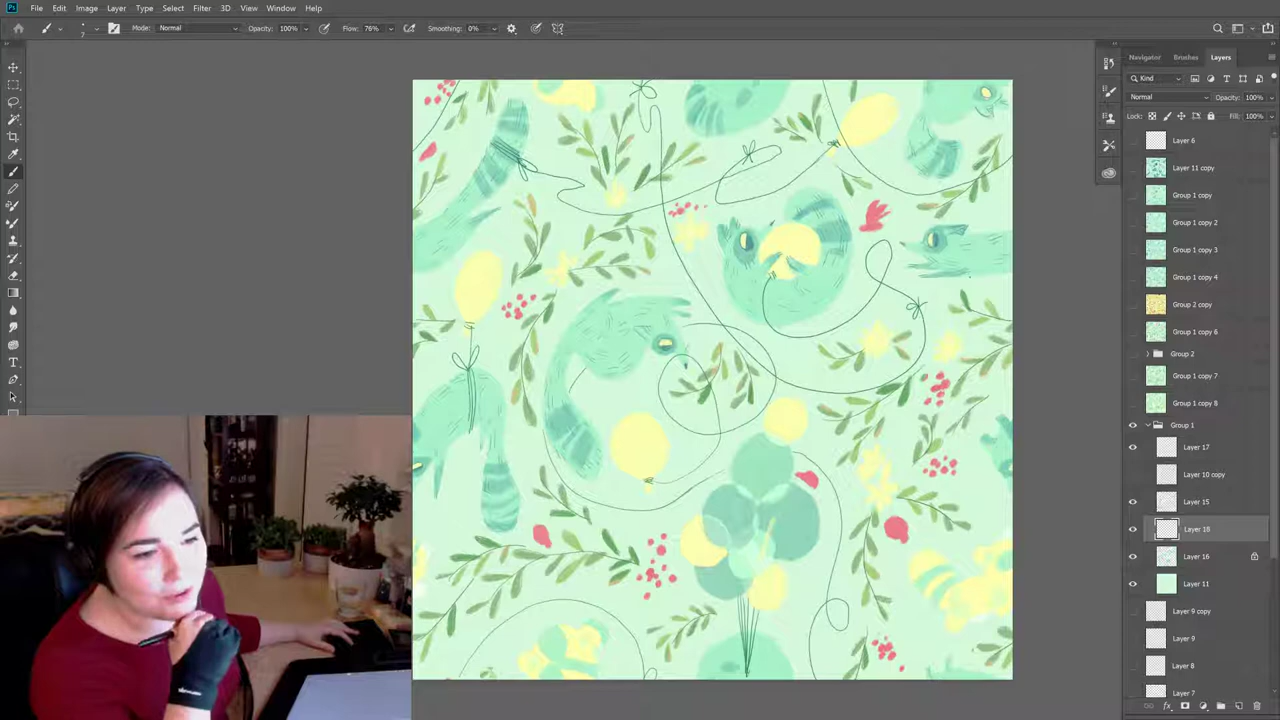 Ps File Edit Image Layer Type Select Filter 3D View Window Help
7 Mode: Normal Opacity: 100% Flow: 76% Smoothing: 0%
Navigator Brushes Layers
Kind
Normal Opacity: 100%
Lock: Fill: 100%
Layer 6
Layer 11 copy
Group 1 copy
Group 1 copy 2
Group 1 copy 3
Group 1 copy 4
Group 2 copy
Group 1 copy 6
Group 2
Group 1 copy 7
Group 1 copy 8
Group 1
Layer 17
Layer 10 copy
Layer 15
Layer 18
Layer 16
Layer 11
Layer 9 copy
Layer 9
Layer 8
Layer 7
fx